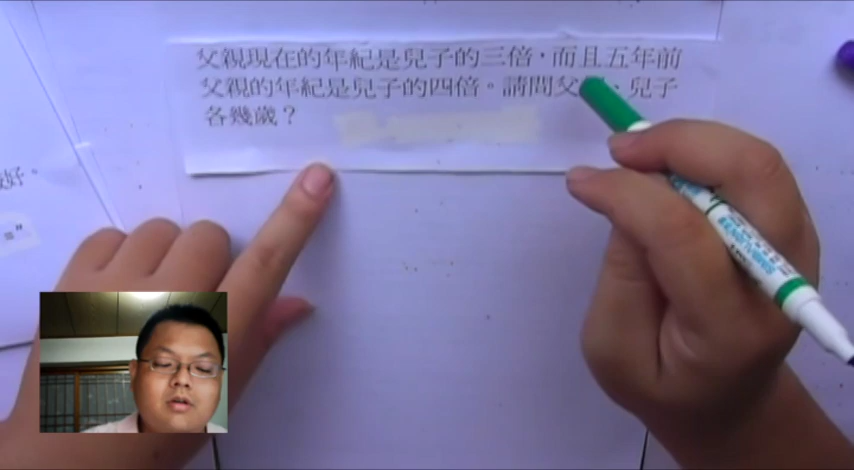 父親現在的年紀是兒子的三倍,而且五年前
父親的年紀是兒子的四倍。請問父、兒子
各幾歲?
好。
="